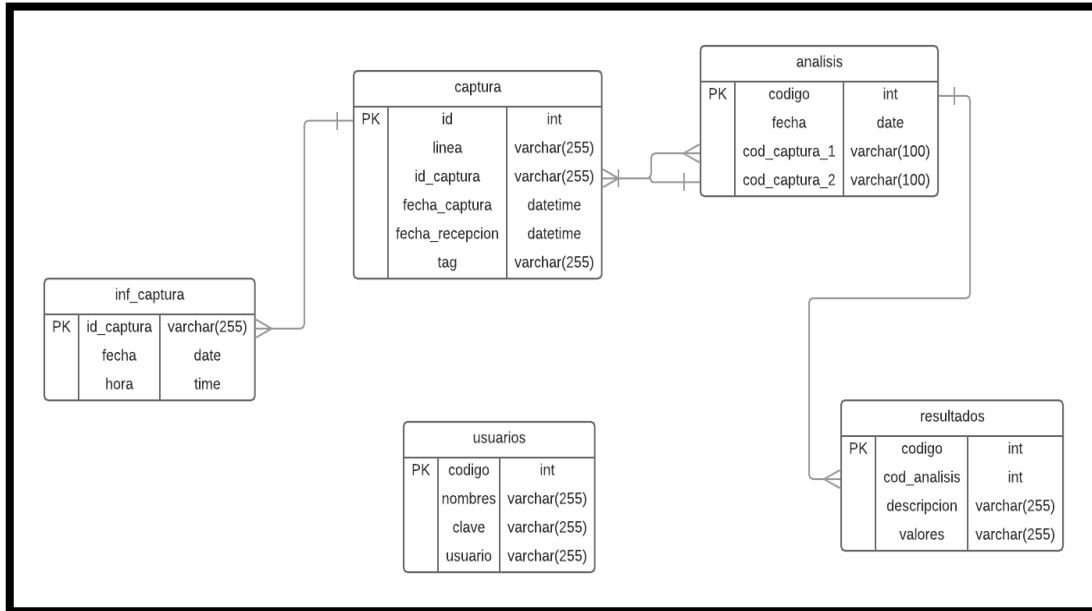 captura
PK id int
linea varchar(255)
id_captura varchar(255)
fecha_captura datetime
fecha_recepcion datetime
tag varchar(255)
analisis
PK codigo int
fecha date
cod_captura_1 varchar(100)
cod_captura_2 varchar(100)
inf_captura
PK id_captura varchar(255)
fecha date
hora time
usuarios
PK codigo int
nombres varchar(255)
clave varchar(255)
usuario varchar(255)
resultados
PK codigo int
cod_analisis int
descripcion varchar(255)
valores varchar(255)